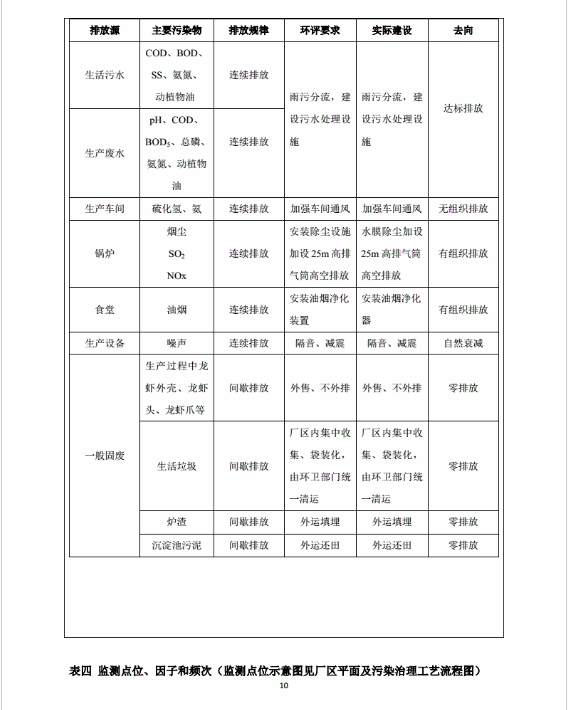 排放源 主要污染物 排放规律 环评要求 实际建设 去向
生活污水
COD、BOD、
SS、氨氮、
动植物油
连续排放
雨污分流，建
设污水处理设
施
雨污分流，建
设污水处理设
施
达标排放
生产废水
pH、COD、
BOD₅、总磷、
氨氮、动植物
油
连续排放
生产车间 硫化氢、氨 连续排放 加强车间通风 加强车间通风 无组织排放
锅炉
烟尘
SO₂
NOx
连续排放
安装除尘设施
加设 25m 高排
气筒高空排放
水膜除尘加设
25m 高排气筒
高空排放
有组织排放
食堂
油烟
连续排放
安装油烟净化
装置
安装油烟净化
器
有组织排放
生产设备 噪声 连续排放 隔音、减震 隔音、减震 自然衰减
一般固废
生产过程中龙
虾外壳、龙虾
头、龙虾爪等
间歇排放
外售、不外排
外售、不外排
零排放
生活垃圾
间歇排放
厂区内集中收
集、袋装化，
由环卫部门统
一清运
厂区内集中收
集、袋装化，
由环卫部门统
一清运
零排放
炉渣 间歇排放 外运填埋 外运填埋 零排放
沉淀池污泥 间歇排放 外运还田 外运还田 零排放
表四 监测点位、因子和频次（监测点位示意图见厂区平面及污染治理工艺流程图）
10